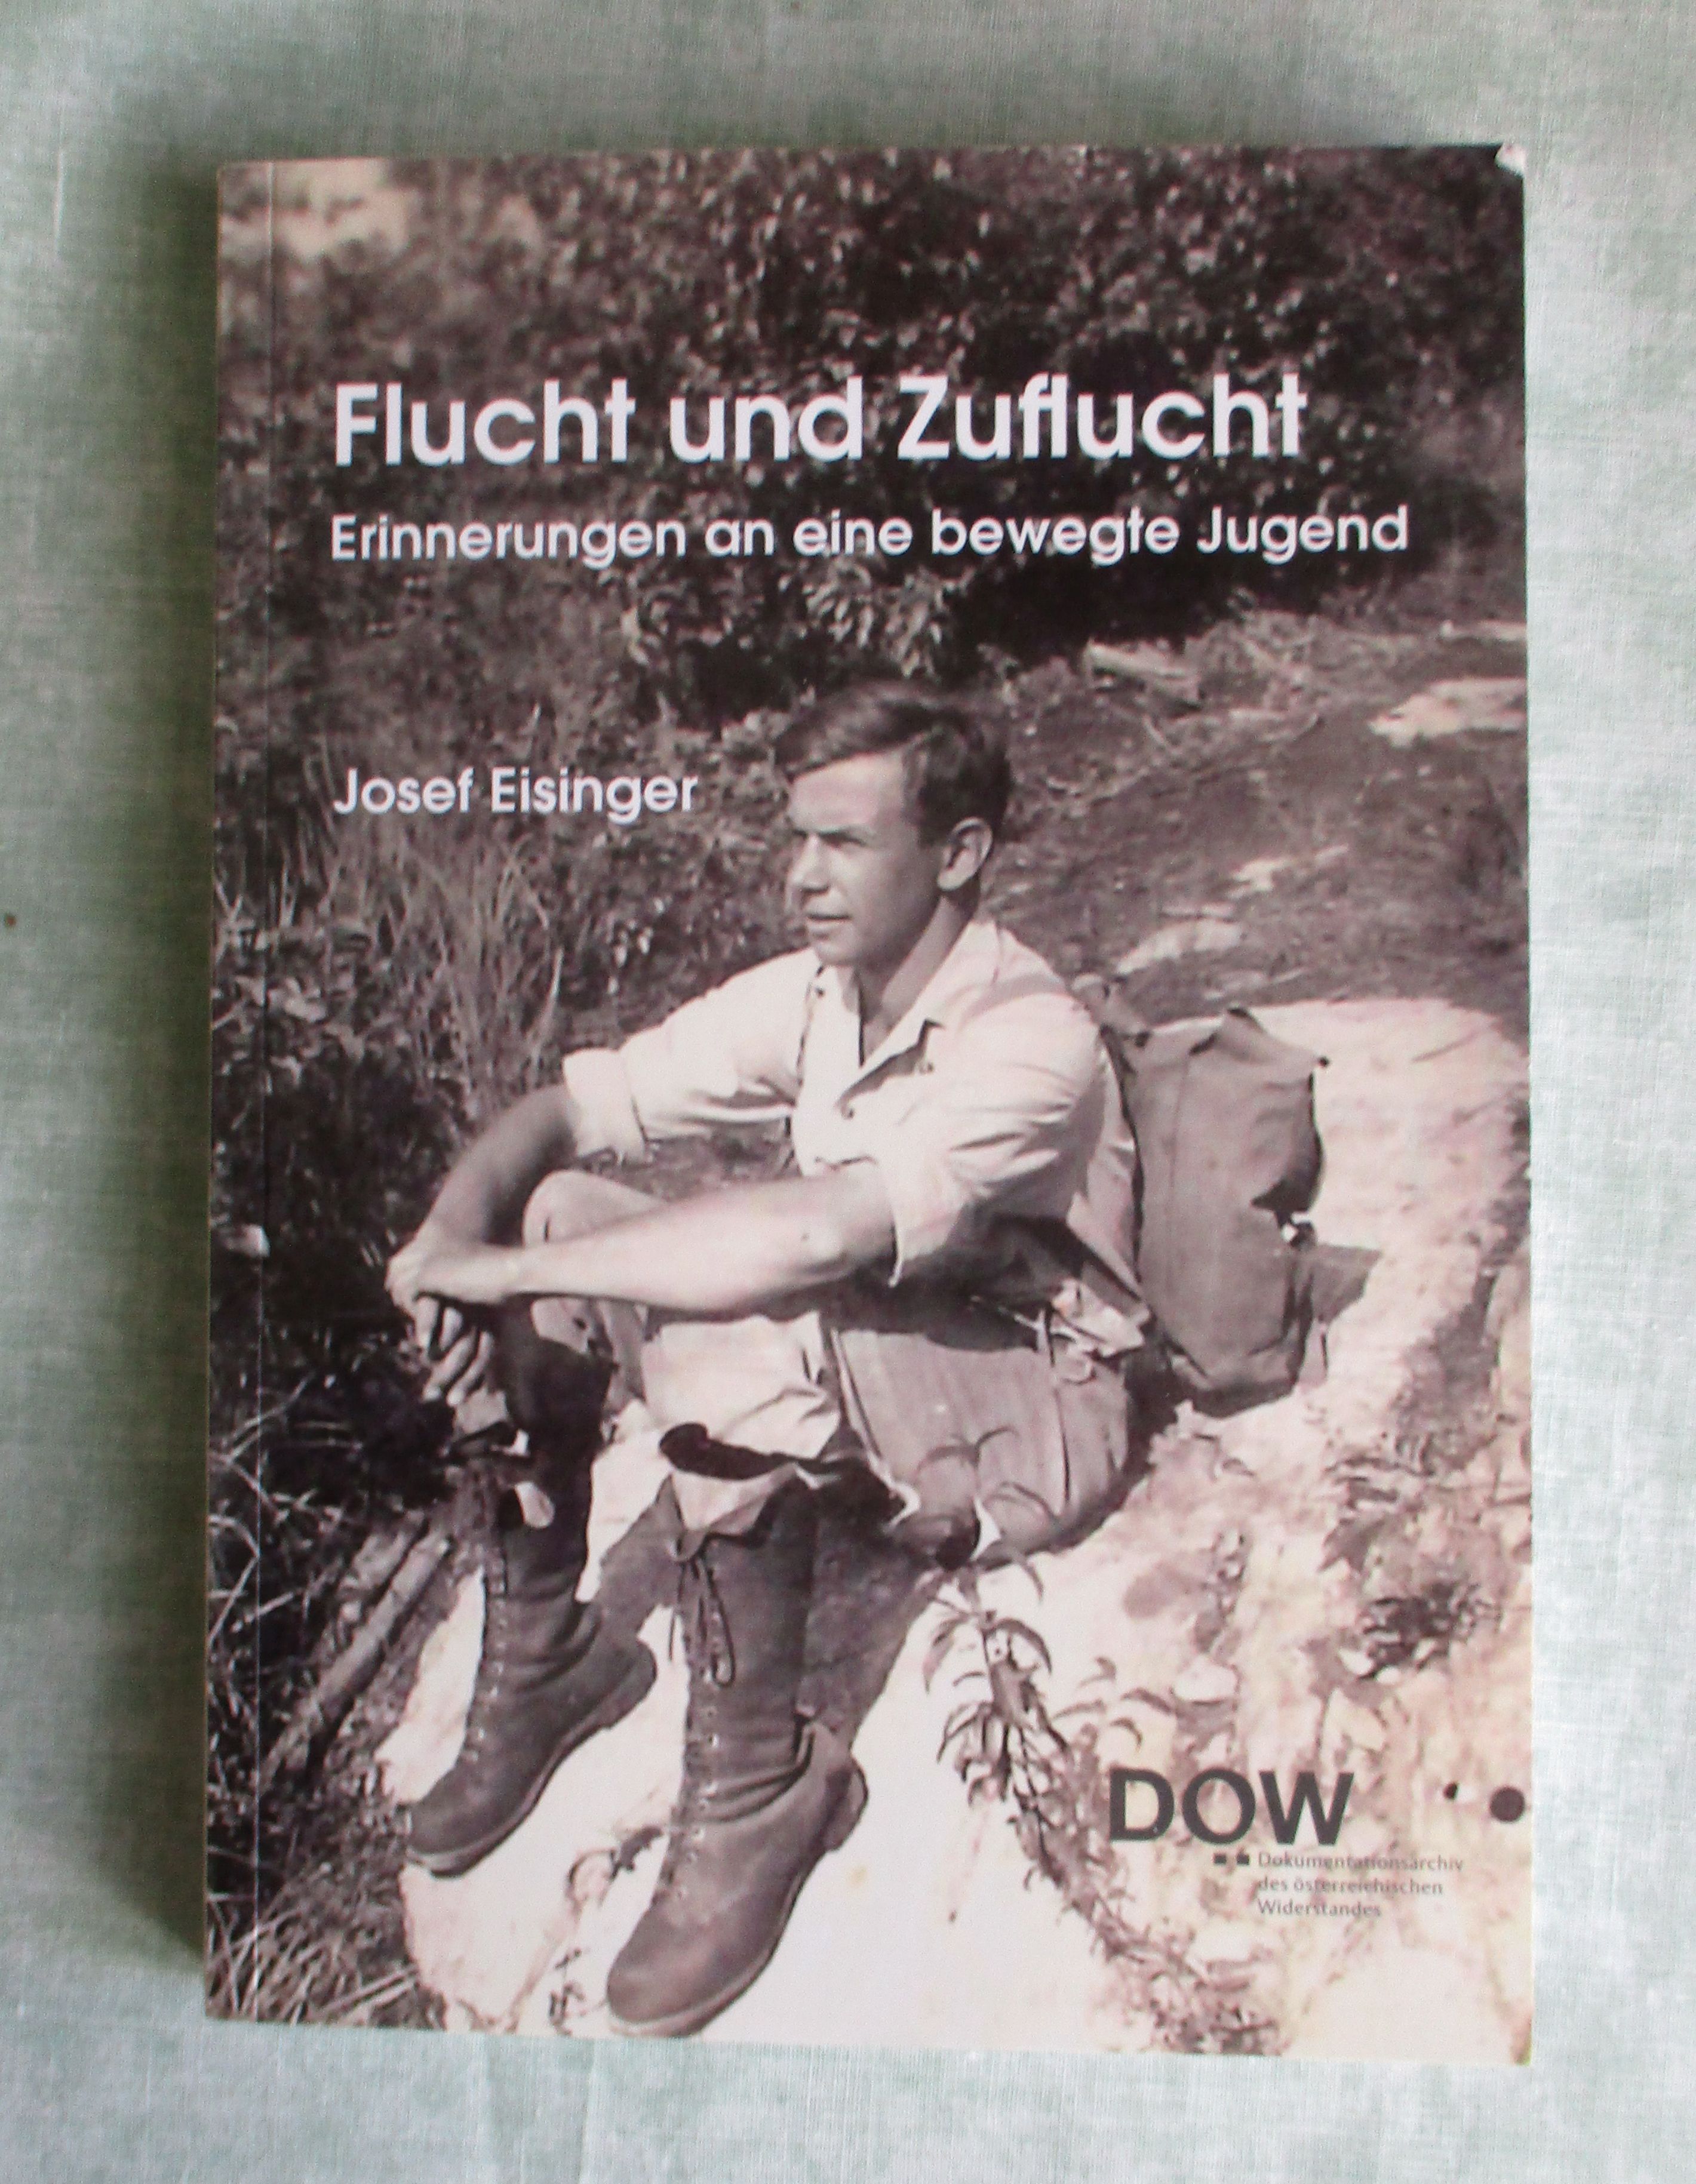 Flucht und Zuflucht
Erinnerungen an eine bewegte Jugend
Josef Eisinger
DOW
Dokumentationsarchiv
des österreichischen
Widerstandes